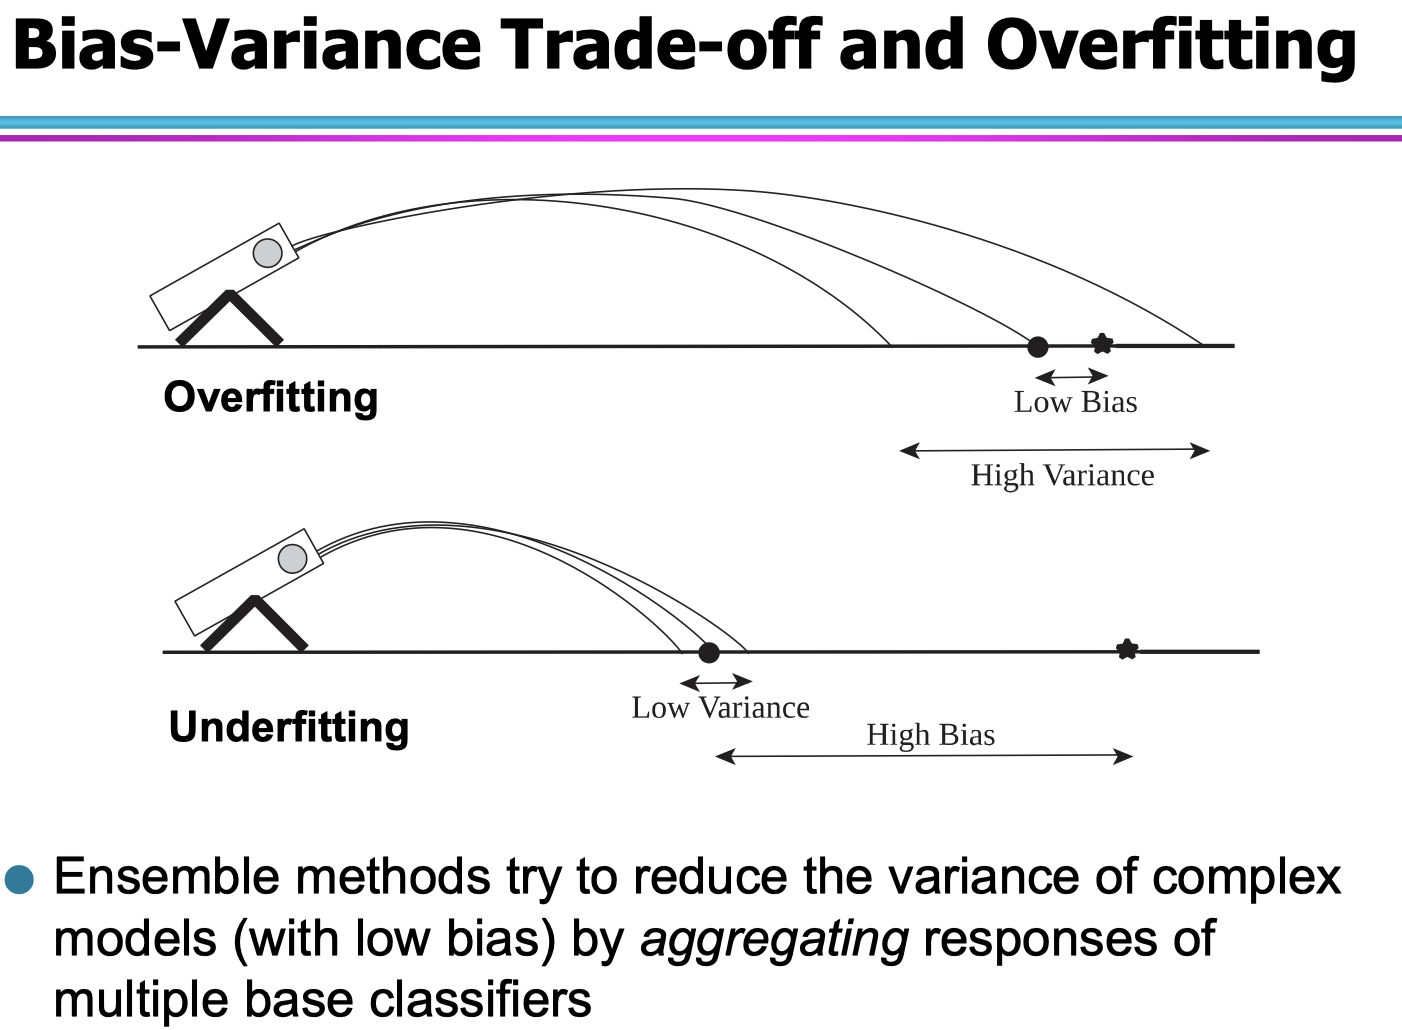 Bias-Variance Trade-off and Overfitting
Overfitting
Low Bias
High Variance
Low Variance
Underfitting
High Bias
Ensemble methods try to reduce the variance of complex
models (with low bias) by aggregating responses of
multiple base classifiers